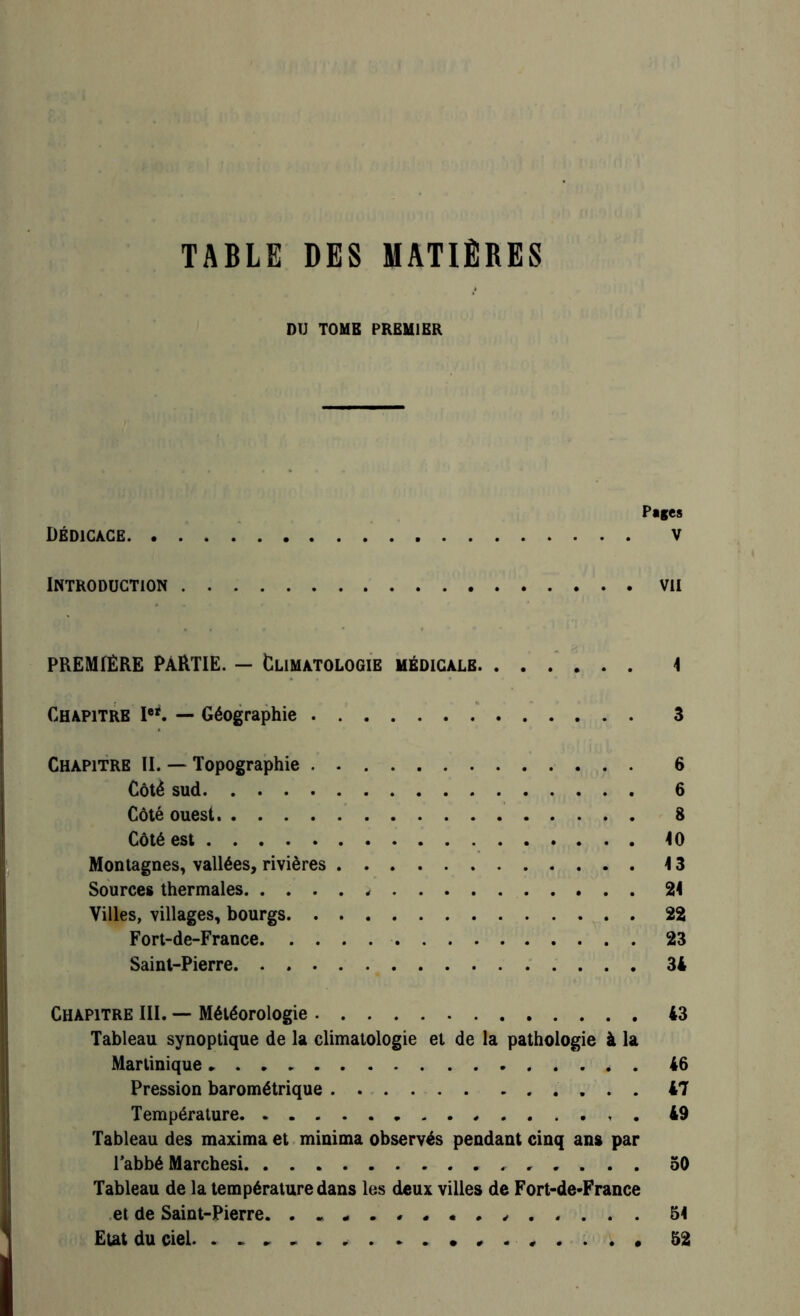 TABLE DES MATIÈRES
DU TOME PREMIER
Pages
DÉDICACE. . . . . . . . . . . . . . . . . . . . V
INTRODUCTION . . . . . . . . . . . . . . . . . . VII
PREMIÈRE PARTIE. — CLIMATOLOGIE MÉDICALE. . . . . . . 1
CHAPITRE Ier. — Géographie . . . . . . . . . . . . . 3
CHAPITRE II. — Topographie . . . . . . . . . . . . . 6
Côté sud. . . . . . . . . . . . . . . . . . 6
Côté ouest. . . . . . . . . . . . . . . . . 8
Côté est . . . . . . . . . . . . . . . . . 10
Montagnes, vallées, rivières . . . . . . . . . . . . 13
Sources thermales. . . . . . . . . . . . . . . . 21
Villes, villages, bourgs. . . . . . . . . . . . . . 22
Fort-de-France. . . . . . . . . . . . . . . 23
Saint-Pierre. . . . . . . . . . . . . . . . 34
CHAPITRE III. — Météorologie . . . . . . . . . . . . . 43
Tableau synoptique de la climatologie et de la pathologie à la
Martinique . . . . . . . . . . . . . . . . . 46
Pression barométrique . . . . . . . . . . . . 47
Température. . . . . . . . . . . . . . . . 49
Tableau des maxima et minima observés pendant cinq ans par
l'abbé Marchesi. . . . . . . . . . . . . . . . 50
Tableau de la température dans les deux villes de Fort-de-France
et de Saint-Pierre. . . . . . . . . . . . . . . 51
Etat du ciel. . . . . . . . . . . . . . . . . . 52